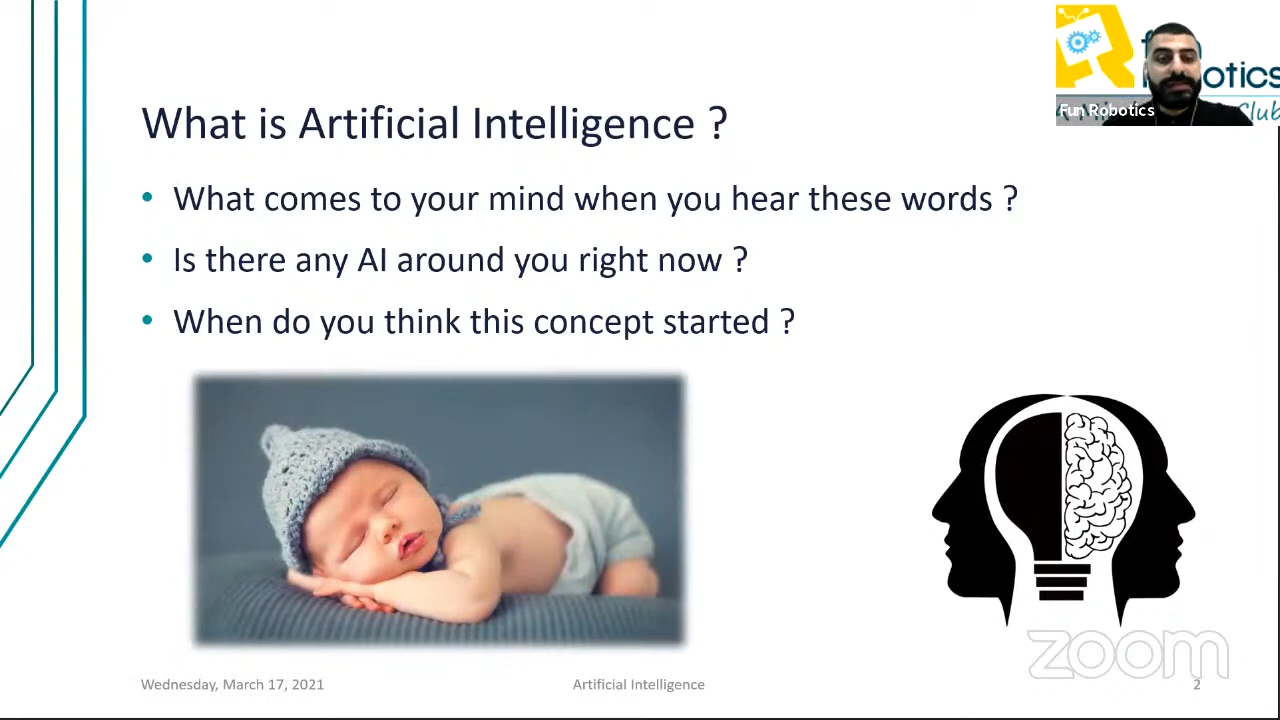 What is Artificial Intelligence ?
• What comes to your mind when you hear these words ?
• Is there any AI around you right now ?
• When do you think this concept started ?
Fun Robotics
Club
zoom
Wednesday, March 17, 2021
Artificial Intelligence
2